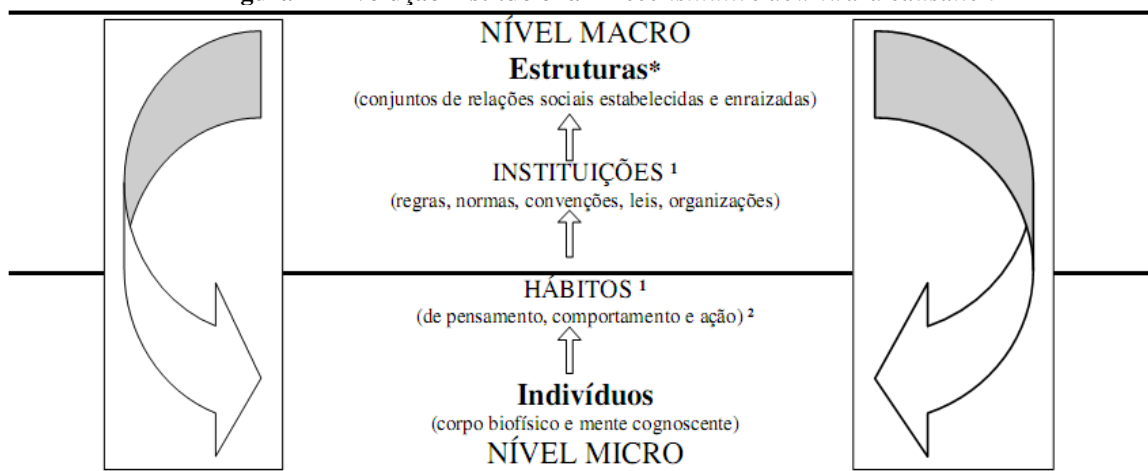 NÍVEL MACRO
Estruturas*
(conjuntos de relações sociais estabelecidas e enraizadas)
INSTITUIÇÕES ¹
(regras, normas, convenções, leis, organizações)
HÁBITOS ¹
(de pensamento, comportamento e ação) ²
Indivíduos
(corpo biofísico e mente cognoscente)
NÍVEL MICRO